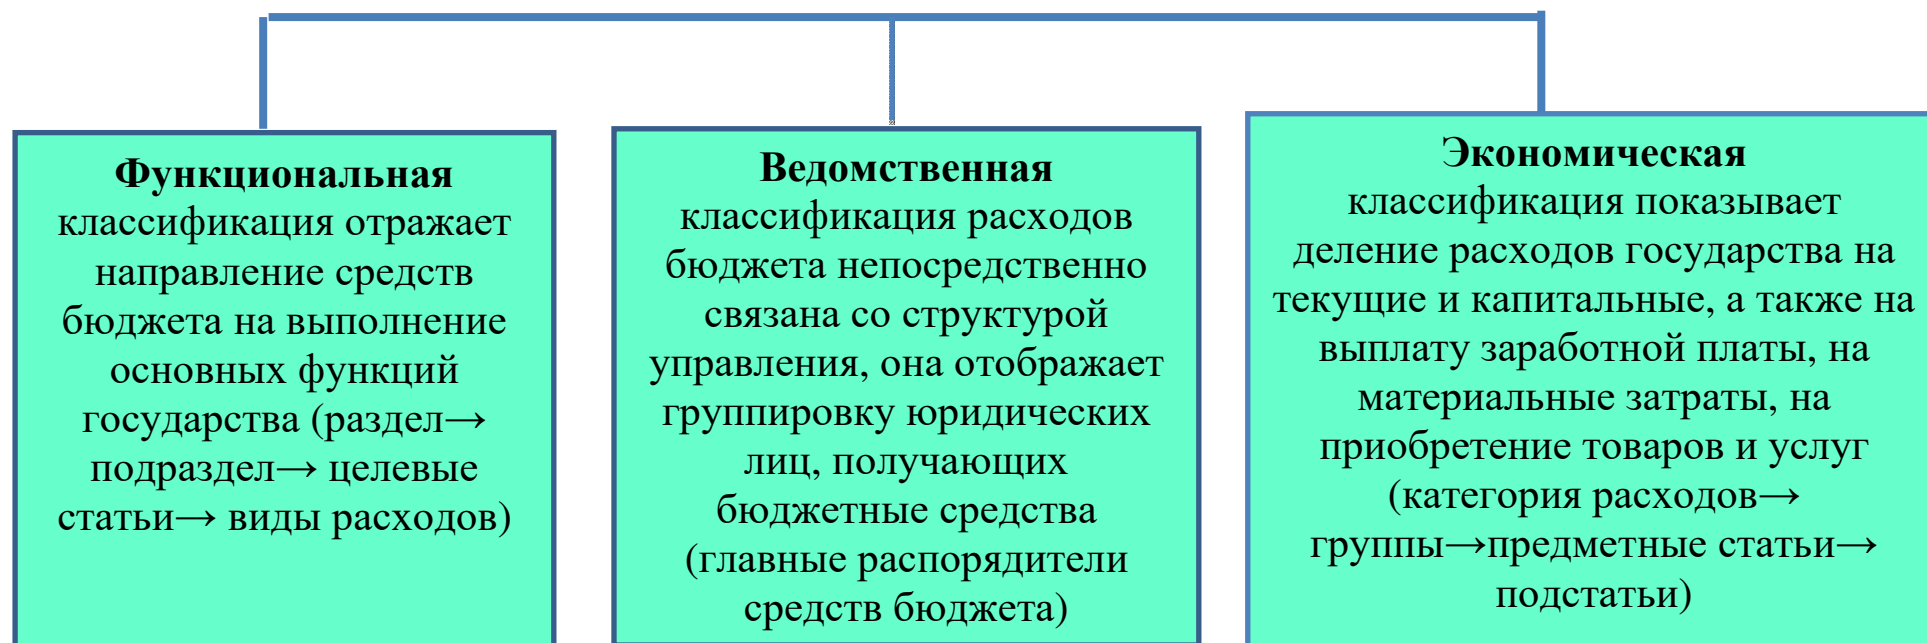 Функциональная
классификация отражает
направление средств
бюджета на выполнение
основных функций
государства (раздел→
подраздел→ целевые
статьи→ виды расходов)
Ведомственная
классификация расходов
бюджета непосредственно
связана со структурой
управления, она отображает
группировку юридических
лиц, получающих
бюджетные средства
(главные распорядители
средств бюджета)
Экономическая
классификация показывает
деление расходов государства на
текущие и капитальные, а также на
выплату заработной платы, на
материальные затраты, на
приобретение товаров и услуг
(категория расходов→
группы→предметные статьи→
подстатьи)